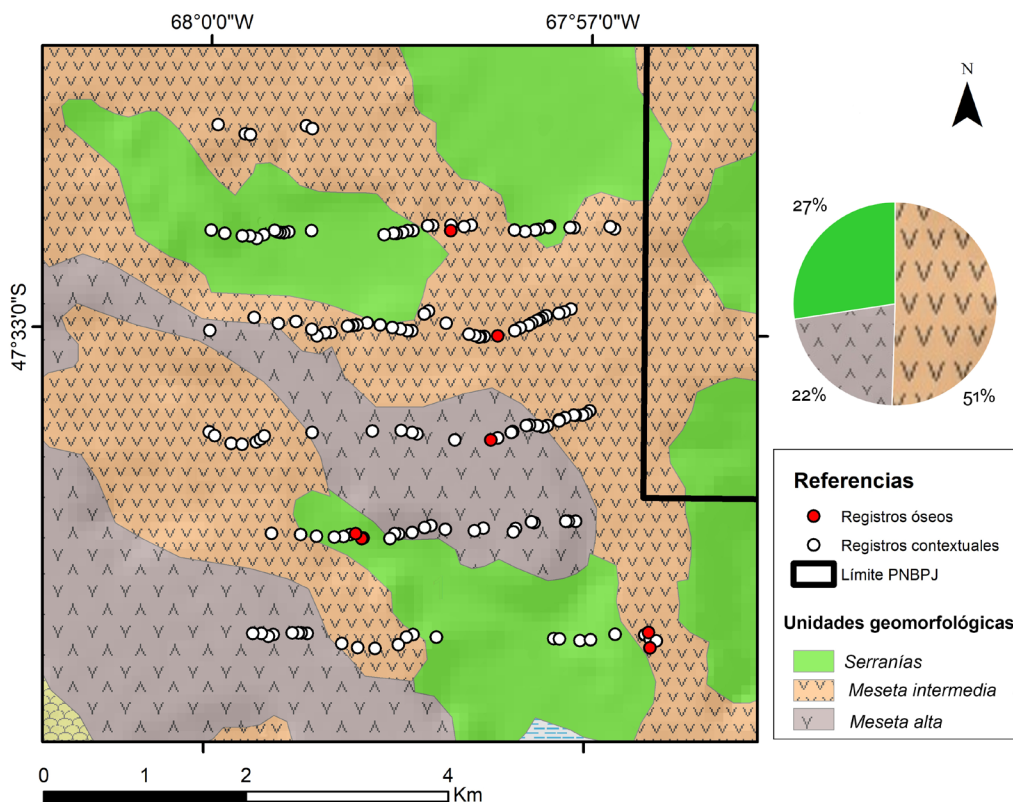 68°0'0"W
67°57'0"W
N
47°33'0"S
27%
22%
51%
Referencias
Registros óseos
Registros contextuales
Límite PNBPJ
Unidades geomorfológicas
Serranías
Meseta intermedia
Meseta alta
0 1 2 4
Km